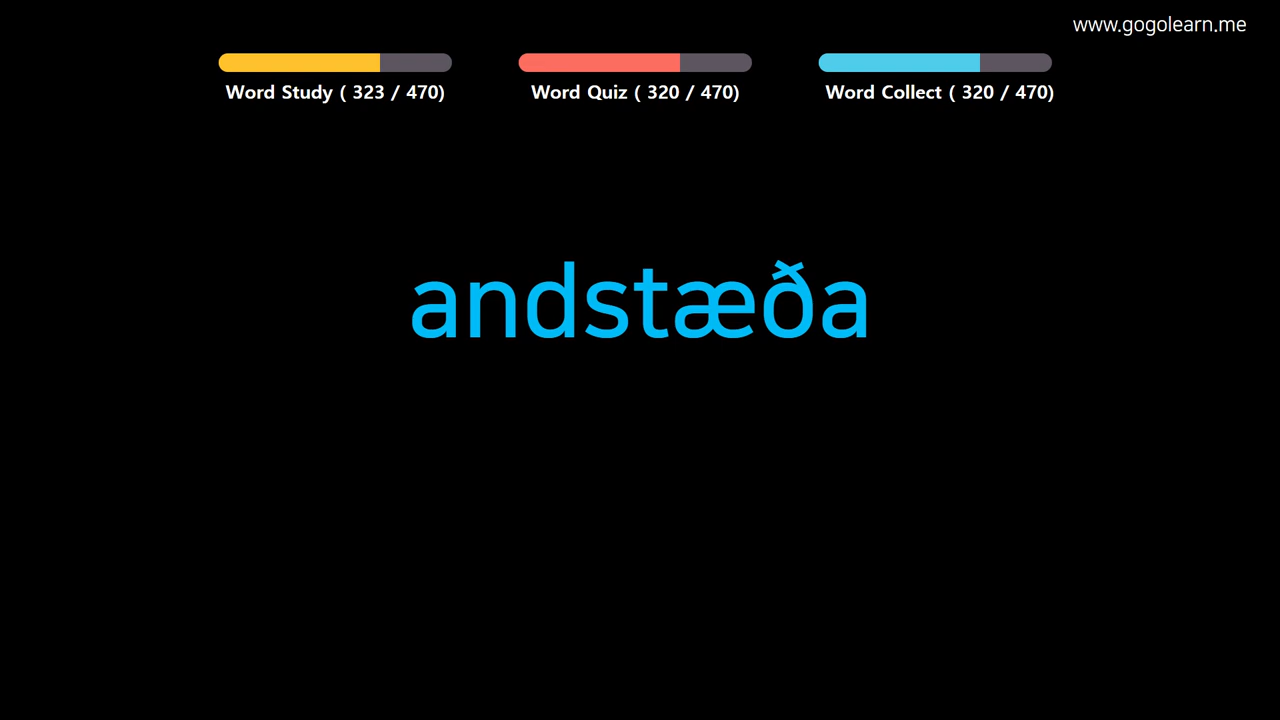 www.gogolearn.me
Word Study ( 323 / 470)
Word Quiz ( 320 / 470)
Word Collect ( 320 / 470)
andstæða